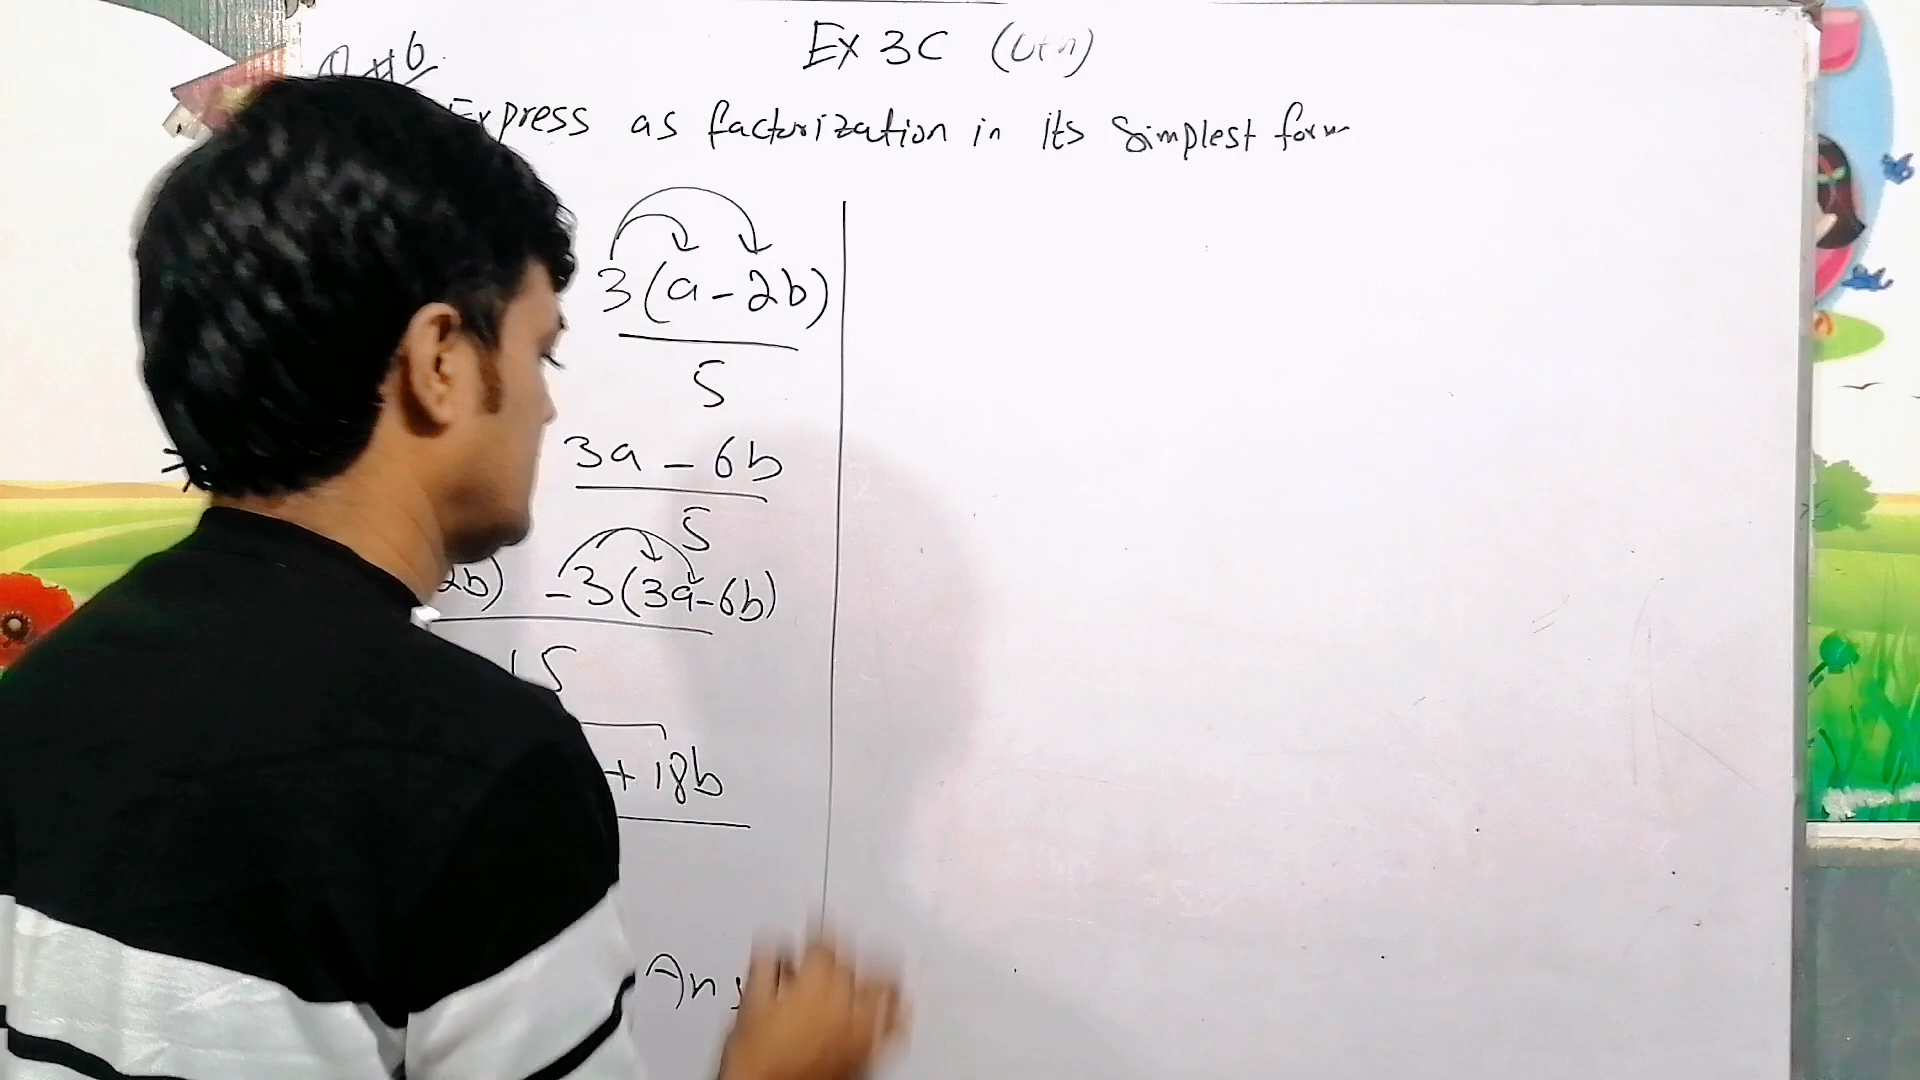 Ex 3C (6th)
Q#6
Express as factorization in its simplest form
3(a-2b)
5
3a - 6b
5
2b) -3(3a-6b)
15
+ 18b
Ans